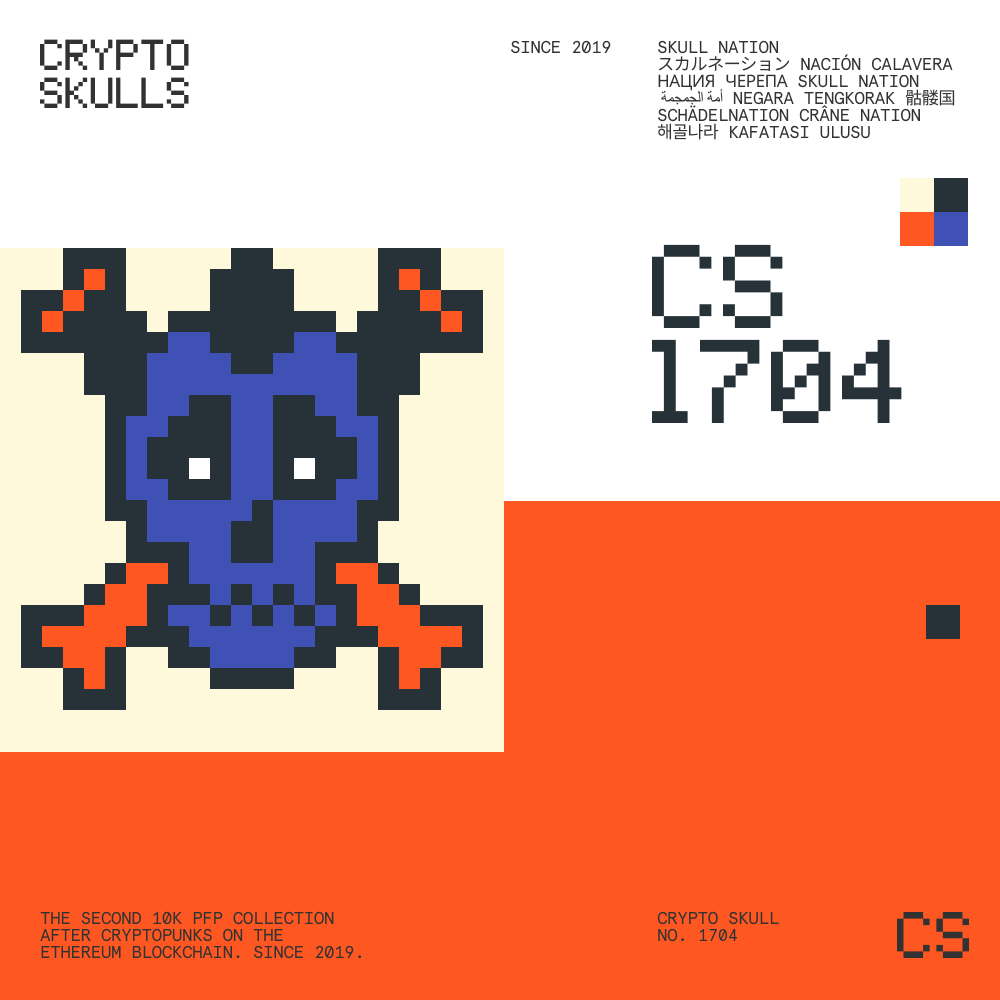 CRYPTO
SKULLS
SINCE 2019
SKULL NATION
スカルネーション NACIÓN CALAVERA
НАЦИЯ ЧЕРЕПА SKULL NATION
أمة الجمجمة NEGARA TENGKORAK 骷髅国
SCHÄDELNATION CRÂNE NATION
해골나라 KAFATASI ULUSU
CS
1704
THE SECOND 10K PFP COLLECTION
AFTER CRYPTOPUNKS ON THE
ETHEREUM BLOCKCHAIN. SINCE 2019.
CRYPTO SKULL
NO. 1704
CS